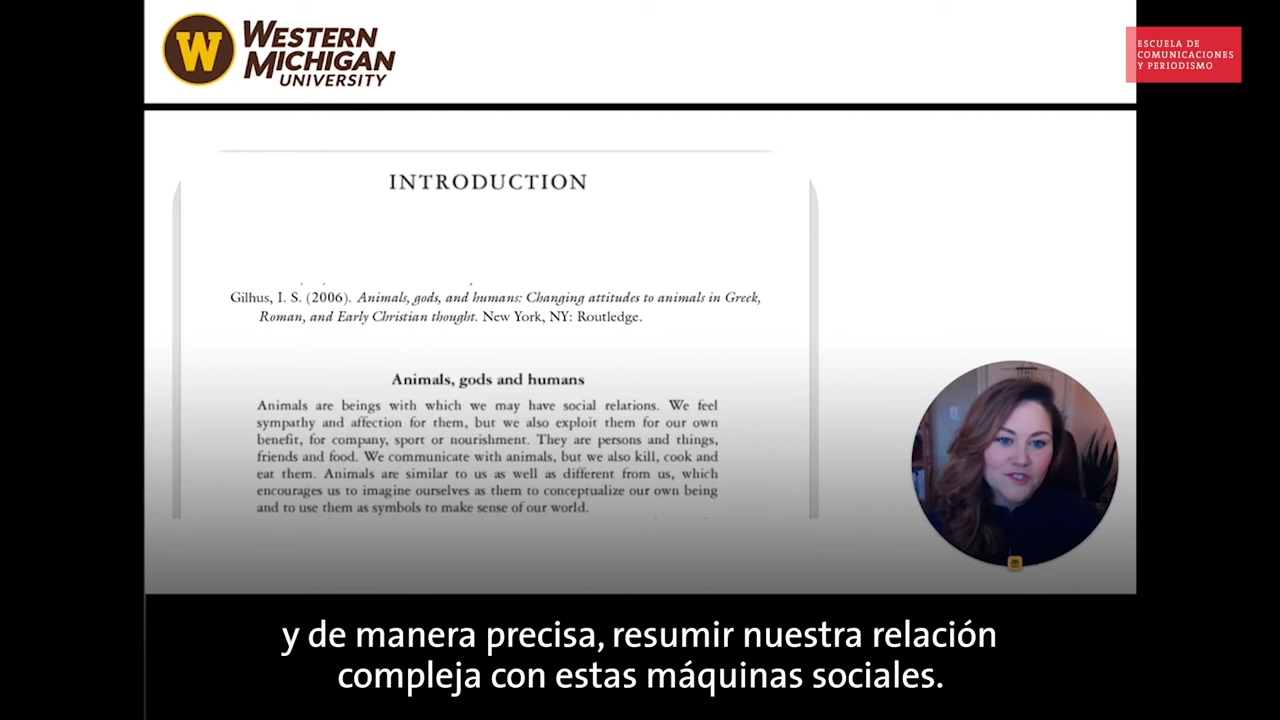 W WESTERN
MICHIGAN
UNIVERSITY
ESCUELA DE
COMUNICACIONES
Y PERIODISMO
INTRODUCTION
Gilhus, I. S. (2006). Animals, gods, and humans: Changing attitudes to animals in Greek,
Roman, and Early Christian thought. New York, NY: Routledge.
Animals, gods and humans
Animals are beings with which we may have social relations. We feel
sympathy and affection for them, but we also exploit them for our own
benefit, for company, sport or nourishment. They are persons and things,
friends and food. We communicate with animals, but we also kill, cook and
eat them. Animals are similar to us as well as different from us, which
encourages us to imagine ourselves as them to conceptualize our own being
and to use them as symbols to make sense of our world.
y de manera precisa, resumir nuestra relación
compleja con estas máquinas sociales.